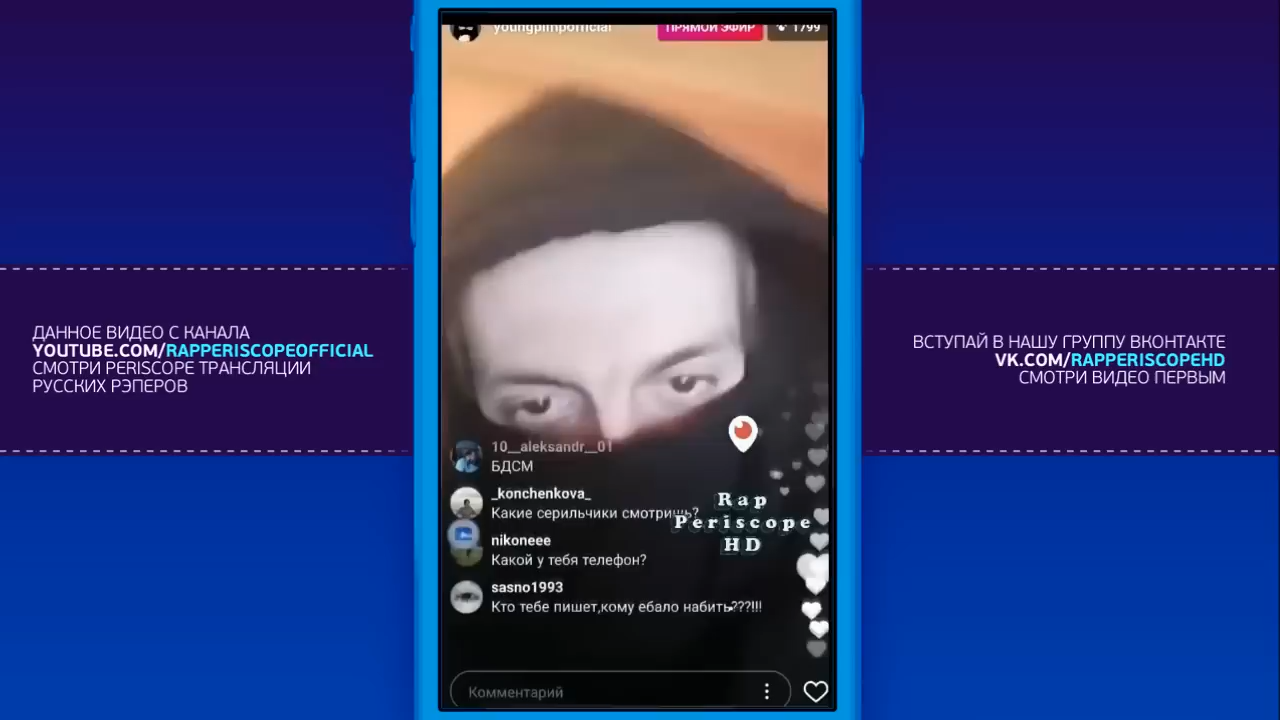 youngpimpofficial
ПРЯМОЙ ЭФИР
1799
ДАННОЕ ВИДЕО С КАНАЛА
YOUTUBE.COM/RAPPERISCOPEOFFICIAL
СМОТРИ PERISCOPE ТРАНСЛЯЦИИ
РУССКИХ РЭПЕРОВ
ВСТУПАЙ В НАШУ ГРУППУ ВКОНТАКТЕ
VK.COM/RAPPERISCOPEHD
СМОТРИ ВИДЕО ПЕРВЫМ
10__aleksandr__01
БДСМ
_konchenkova_
Какие серильчики смотришь?
nikoneee
Какой у тебя телефон?
sasno1993
Кто тебе пишет,кому ебало набить???!!!
Rap
Periscope
HD
Комментарий